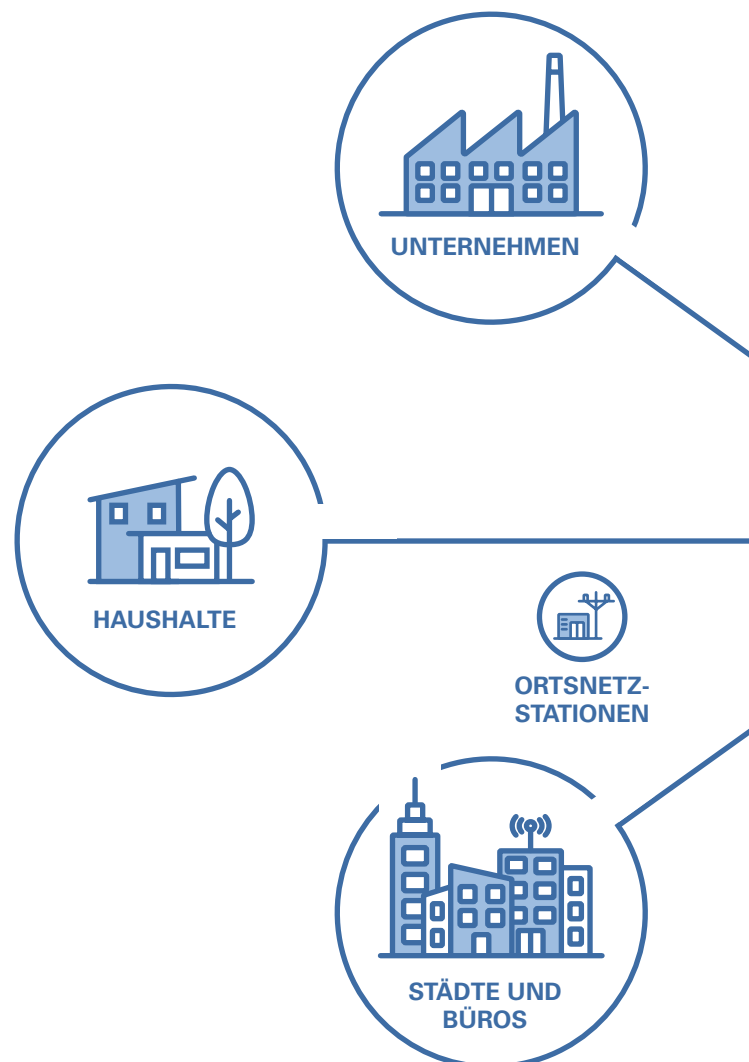 UNTERNEHMEN
HAUSHALTE
ORTSNETZ-
STATIONEN
STÄDTE UND
BÜROS